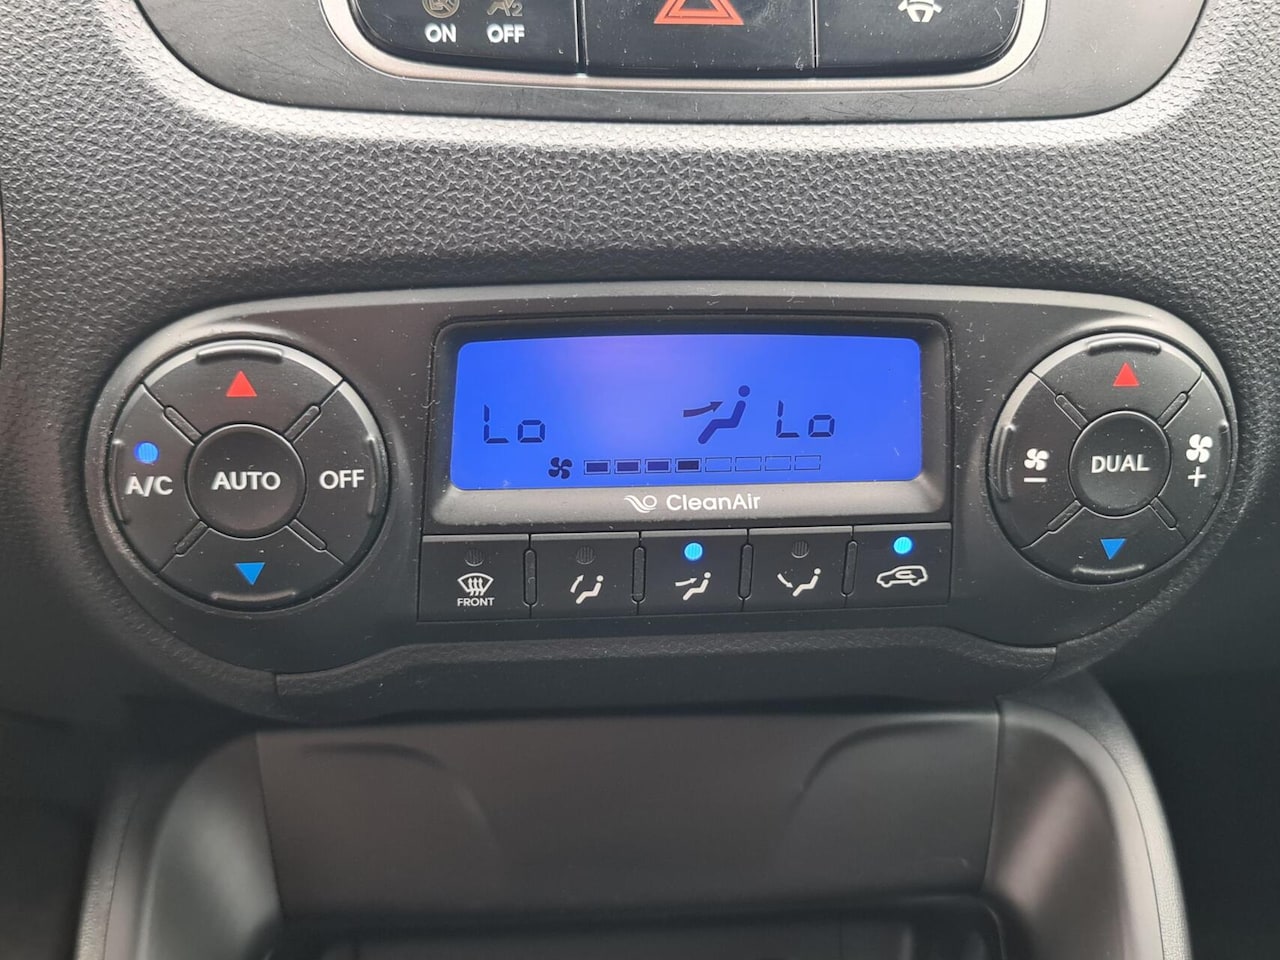 ON OFF
Lo Lo
CleanAir
A/C AUTO OFF
DUAL
FRONT